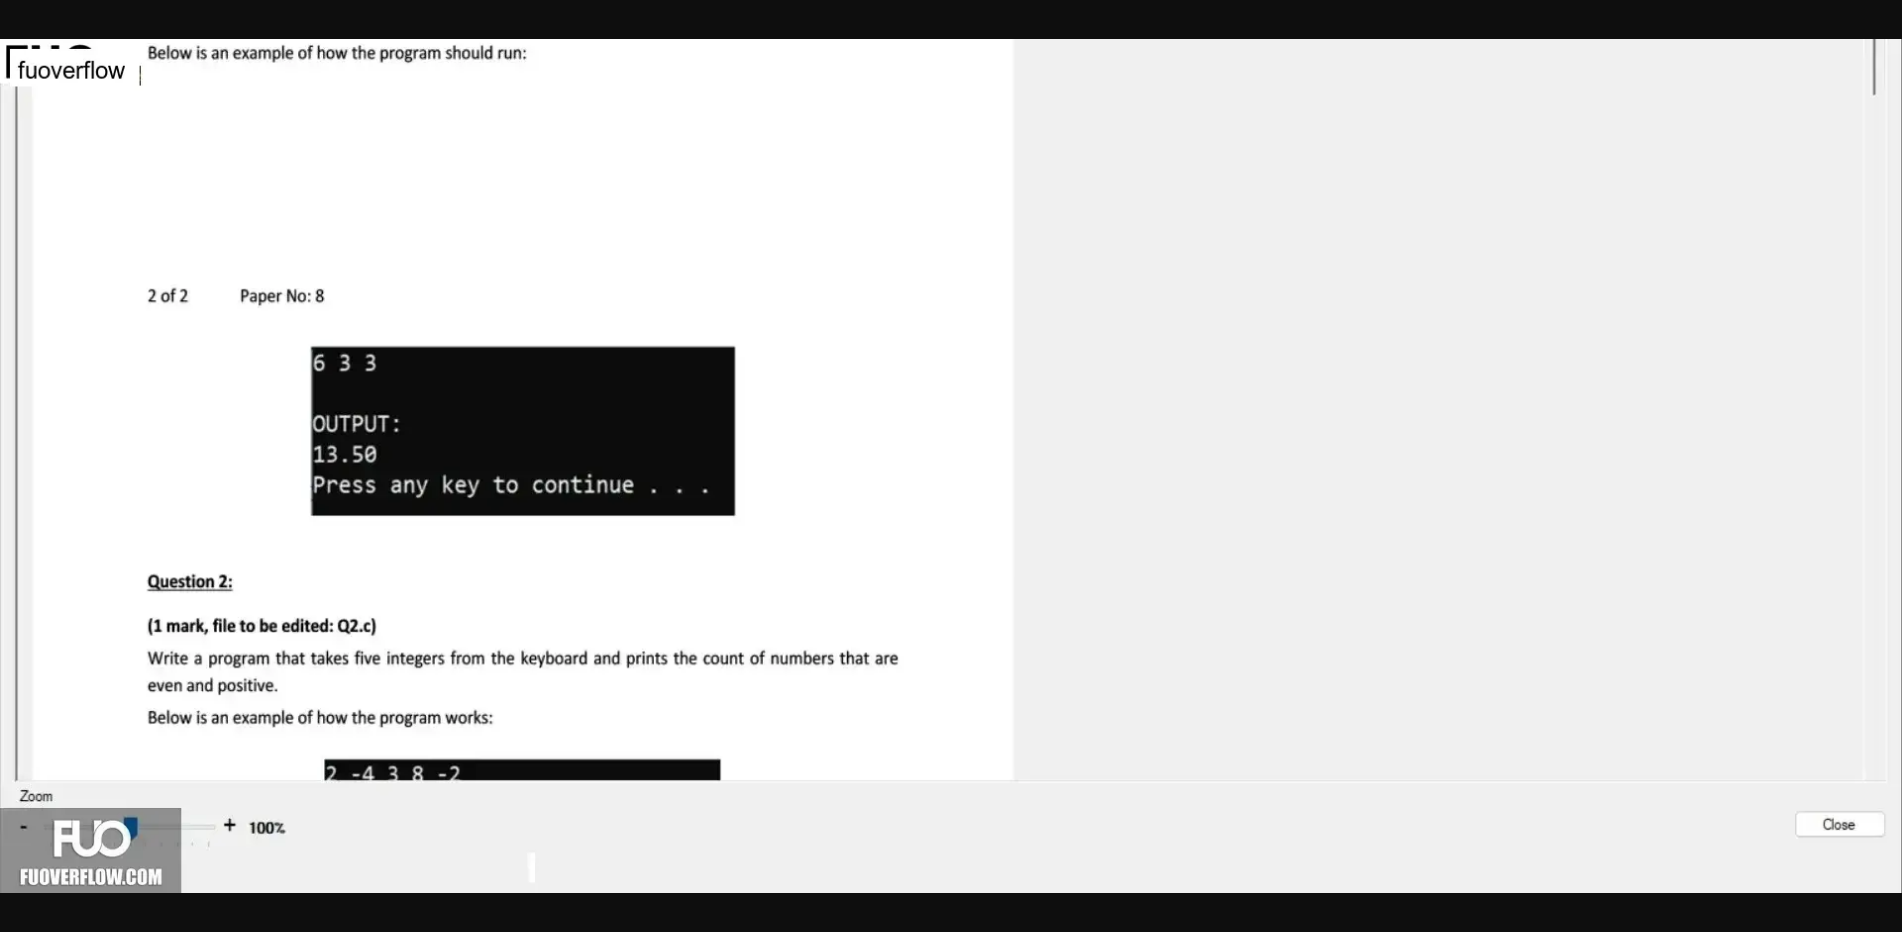 Below is an example of how the program should run:
fuoverflow
2 of 2 Paper No: 8
6 3 3
OUTPUT:
13.50
Press any key to continue . . .
Question 2:
(1 mark, file to be edited: Q2.c)
Write a program that takes five integers from the keyboard and prints the count of numbers that are
even and positive.
Below is an example of how the program works:
2 -4 3 8 -2
Zoom
- + 100%
Close
FUO
FUOVERFLOW.COM